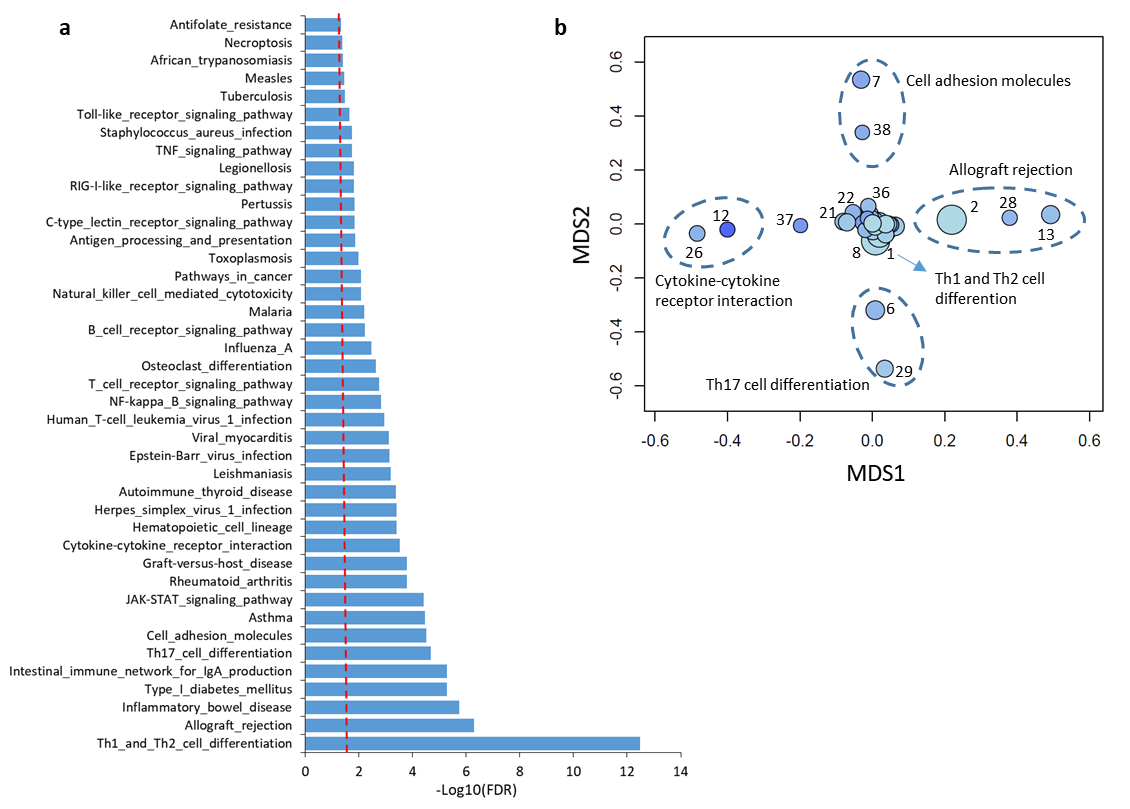 a
Antifolate_resistance
Necroptosis
African_trypanosomiasis
Measles
Tuberculosis
Toll-like_receptor_signaling_pathway
Staphylococcus_aureus_infection
TNF_signaling_pathway
Legionellosis
RIG-I-like_receptor_signaling_pathway
Pertussis
C-type_lectin_receptor_signaling_pathway
Antigen_processing_and_presentation
Toxoplasmosis
Pathways_in_cancer
Natural_killer_cell_mediated_cytotoxicity
Malaria
B_cell_receptor_signaling_pathway
Influenza_A
Osteoclast_differentiation
T_cell_receptor_signaling_pathway
NF-kappa_B_signaling_pathway
Human_T-cell_leukemia_virus_1_infection
Viral_myocarditis
Epstein-Barr_virus_infection
Leishmaniasis
Autoimmune_thyroid_disease
Herpes_simplex_virus_1_infection
Hematopoietic_cell_lineage
Cytokine-cytokine_receptor_interaction
Graft-versus-host_disease
Rheumatoid_arthritis
JAK-STAT_signaling_pathway
Asthma
Cell_adhesion_molecules
Th17_cell_differentiation
Intestinal_immune_network_for_IgA_production
Type_I_diabetes_mellitus
Inflammatory_bowel_disease
Allograft_rejection
Th1_and_Th2_cell_differentiation
0 2 4 6 8 10 12 14
-Log10(FDR)
b
MDS2
0.6
0.4
0.2
0.0
-0.2
-0.4
-0.6
7
Cell adhesion molecules
38
Allograft rejection
36
22
21
2
28
13
12
37
26
8
1
Cytokine-cytokine
receptor interaction
Th1 and Th2 cell
differention
6
29
Th17 cell differentiation
-0.6 -0.4 -0.2 0.0 0.2 0.4 0.6
MDS1